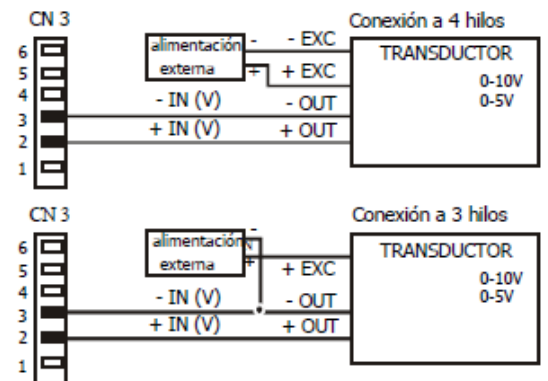 CN 3
Conexión a 4 hilos
6
5
4
3
2
1
alimentación
externa
-
+
- EXC
+ EXC
- IN (V)
- OUT
+ IN (V)
+ OUT
TRANSDUCTOR
0-10V
0-5V
CN 3
Conexión a 3 hilos
6
5
4
3
2
1
alimentación
externa
-
+
+ EXC
- IN (V)
- OUT
+ IN (V)
+ OUT
TRANSDUCTOR
0-10V
0-5V